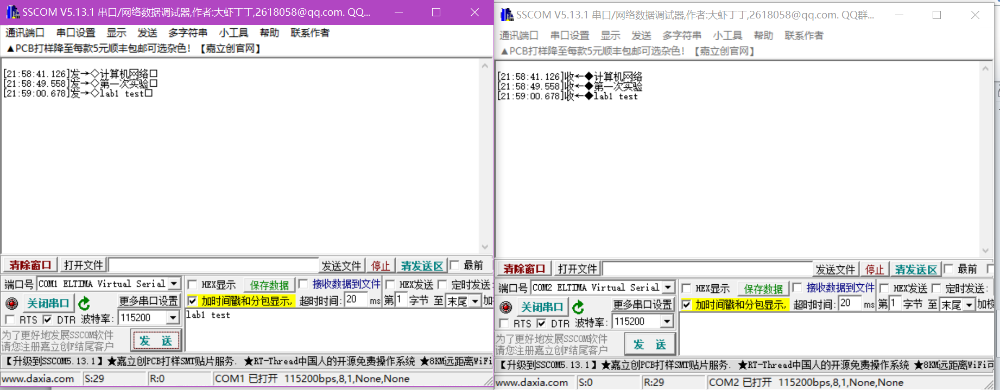 SSCOM V5.13.1 串口/网络数据调试器,作者:大虾丁丁,2618058@qq.com. QQ...
通讯端口 串口设置 显示 发送 多字符串 小工具 帮助 联系作者
▲PCB打样降至每款5元顺丰包邮可选杂色！【嘉立创官网】
[21:58:41.126]发→◇计算机网络□
[21:58:49.558]发→◇第一次实验□
[21:59:00.678]发→◇lab1 test□
清除窗口 打开文件 发送文件 停止 清发送区 最前
端口号 COM1 ELTIMA Virtual Serial HEX显示 保存数据 接收数据到文件 HEX发送 定时发送:
关闭串口 更多串口设置 加时间戳和分包显示, 超时时间: 20 ms 第1 字节 至 末尾
RTS DTR 波特率: 115200
lab1 test
为了更好地发展SSCOM软件
请您注册嘉立创F结尾客户
发 送
【升级到SSCOM5.13.1】★嘉立创PCB打样SMT贴片服务. ★RT-Thread中国人的开源免费操作系统 ★8KM远距离WiFi
www.daxia.com S:29 R:0 COM1 已打开 115200bps,8,1,None,None
SSCOM V5.13.1 串口/网络数据调试器,作者:大虾丁丁,2618058@qq.com. QQ群...
通讯端口 串口设置 显示 发送 多字符串 小工具 帮助 联系作者
▲PCB打样降至每款5元顺丰包邮可选杂色！【嘉立创官网】
[21:58:41.126]收←◆计算机网络
[21:58:49.558]收←◆第一次实验
[21:59:00.678]收←◆lab1 test
清除窗口 打开文件 发送文件 停止 清发送区 最前
端口号 COM2 ELTIMA Virtual Serial HEX显示 保存数据 接收数据到文件 HEX发送 定时发送:
关闭串口 更多串口设置 加时间戳和分包显示, 超时时间: 20 ms 第1 字节 至 末尾
RTS DTR 波特率: 115200
为了更好地发展SSCOM软件
请您注册嘉立创F结尾客户
发 送
【升级到SSCOM5.13.1】★嘉立创PCB打样SMT贴片服务. ★RT-Thread中国人的开源免费操作系统 ★8KM远距离WiFi可
www.daxia.com S:0 R:29 COM2 已打开 115200bps,8,1,None,None